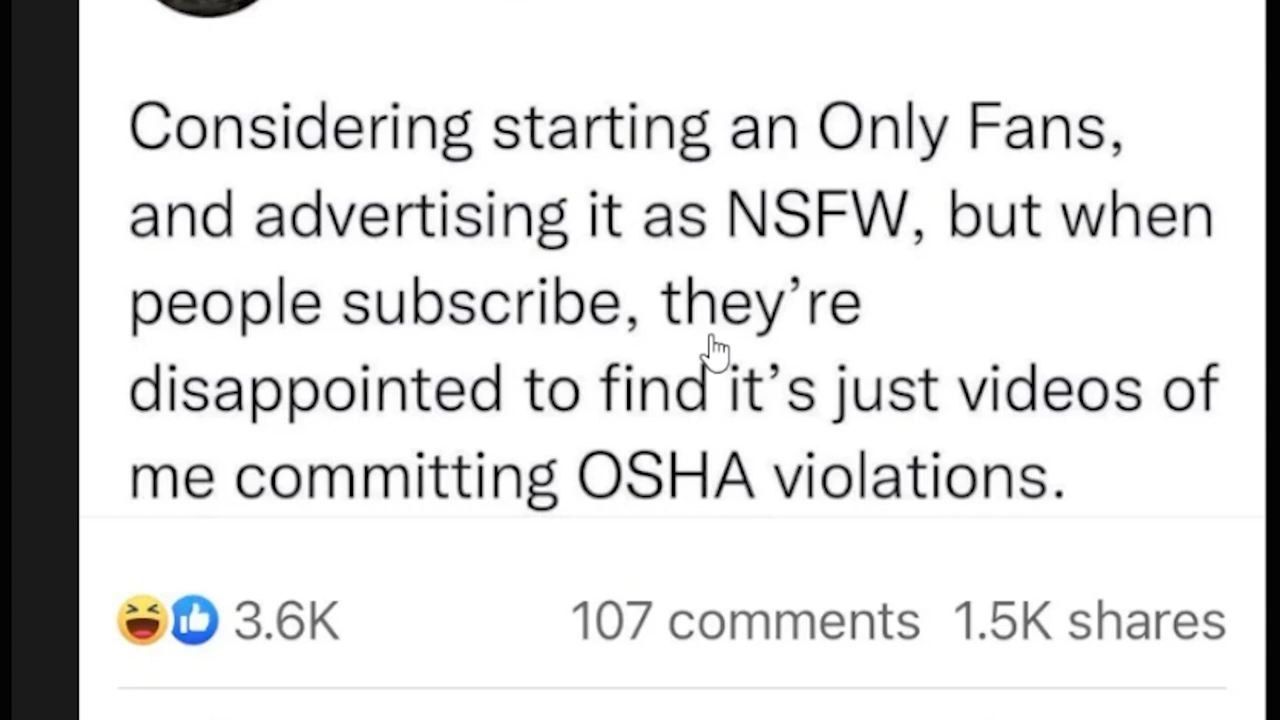 Considering starting an Only Fans,
and advertising it as NSFW, but when
people subscribe, they’re
disappointed to find it’s just videos of
me committing OSHA violations.
3.6K 107 comments 1.5K shares